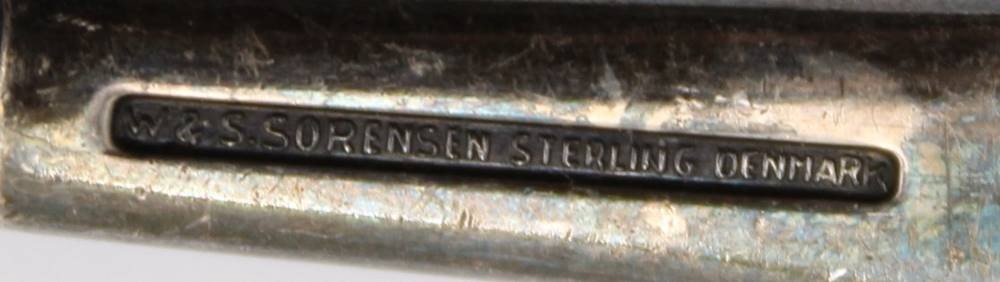 W & S.SORENSEN STERLING DENMARK